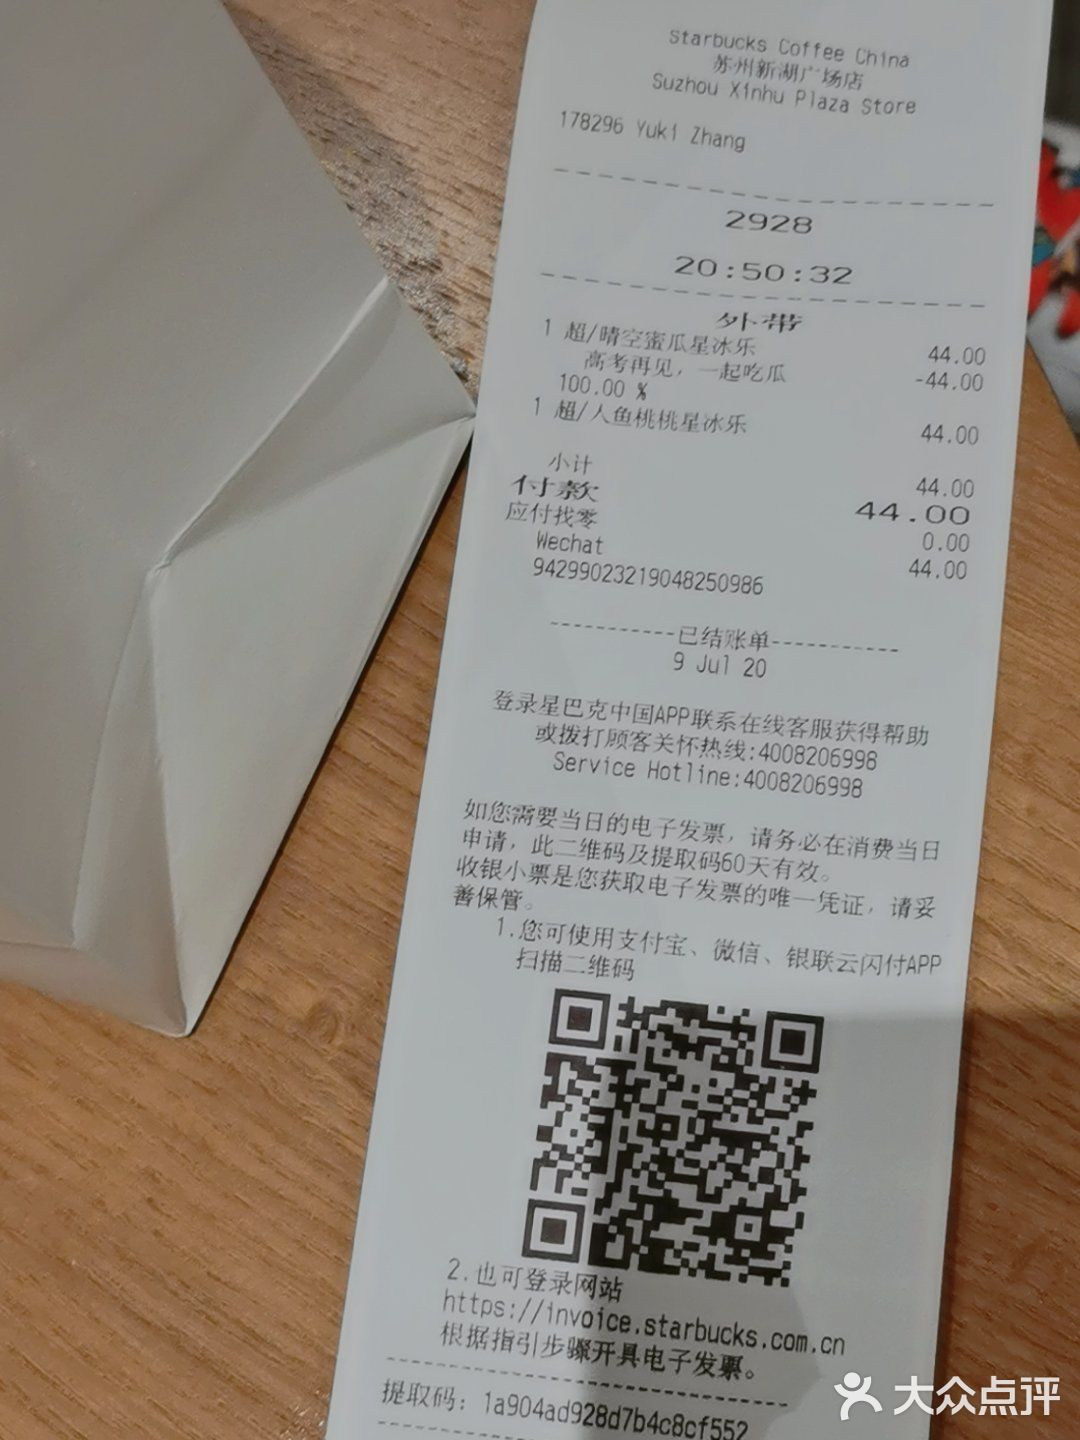 Starbucks Coffee China
苏州新湖广场店
Suzhou Xinhu Plaza Store
178296 Yuki Zhang
2928
20:50:32
外带
1 超/晴空蜜瓜星冰乐 44.00
高考再见，一起吃瓜 -44.00
100.00 %
1 超/人鱼桃桃星冰乐 44.00
小计 44.00
付款 44.00
应付找零 0.00
Wechat 44.00
94299023219048250986
-----------已结账单-----------
9 Jul 20
登录星巴克中国APP联系在线客服获得帮助
或拨打顾客关怀热线:4008206998
Service Hotline:4008206998
如您需要当日的电子发票，请务必在消费当日
申请，此二维码及提取码60天有效。
收银小票是您获取电子发票的唯一凭证，请妥
善保管。
1.您可使用支付宝、微信、银联云闪付APP
扫描二维码
2.也可登录网站
https://invoice.starbucks.com.cn
根据指引步骤开具电子发票。
提取码: 1a904ad928d7b4c8cf552
大众点评